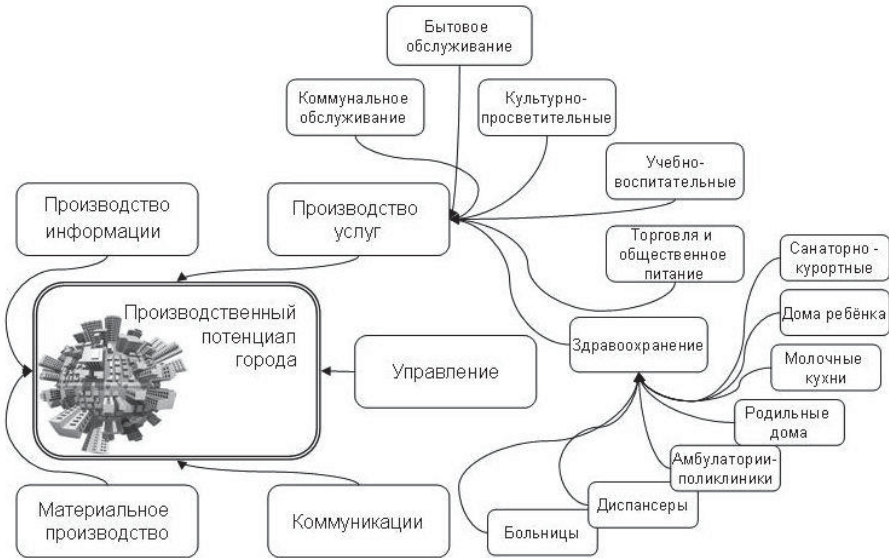 Бытовое
обслуживание
Коммунальное
обслуживание
Культурно-
просветительные
Учебно-
воспитательные
Производство
информации
Производство
услуг
Торговля и
общественное
питание
Санаторно -
курортные
Производственный
потенциал
города
Дома ребёнка
Здравоохранение
Управление
Молочные
кухни
Родильные
дома
Амбулатории-
поликлиники
Материальное
производство
Коммуникации
Диспансеры
Больницы